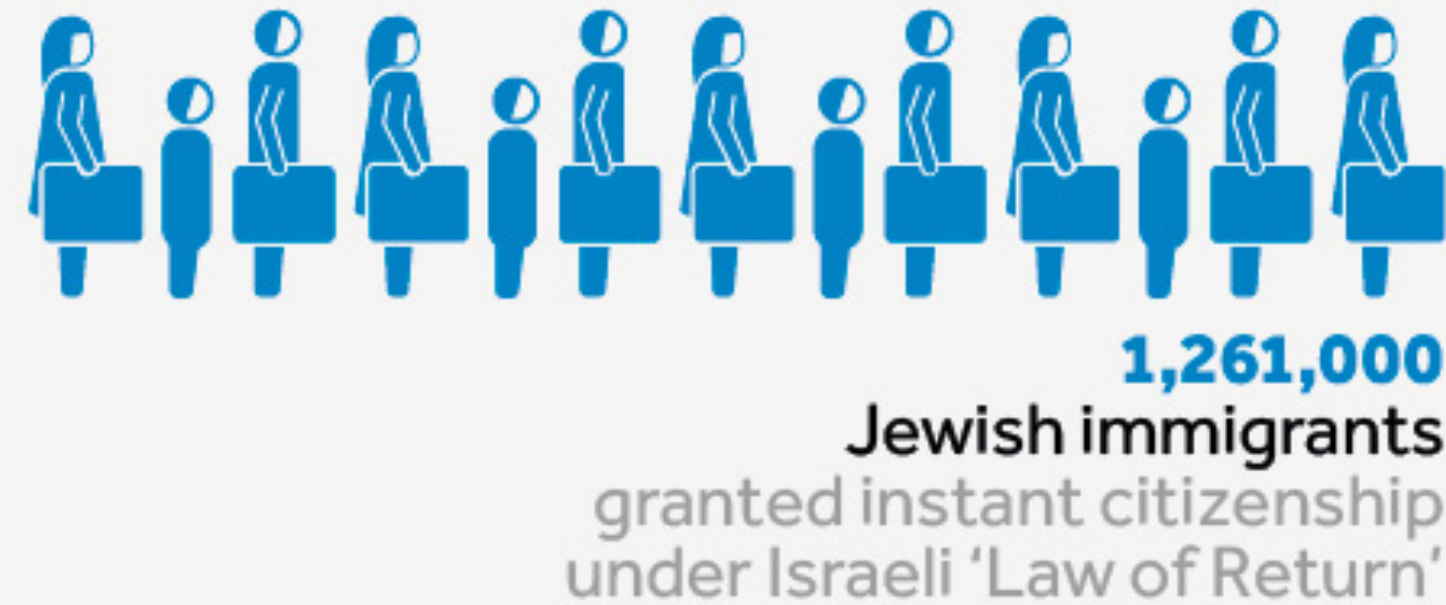 1,261,000
Jewish immigrants
granted instant citizenship
under Israeli ‘Law of Return’